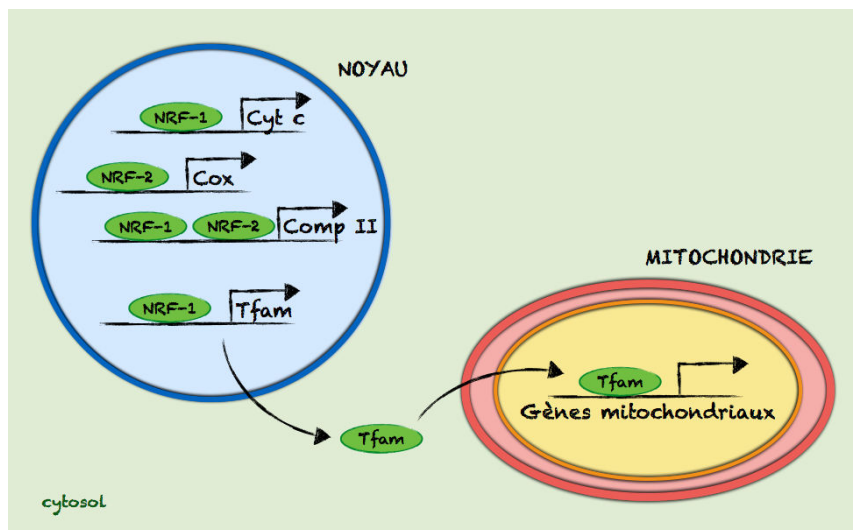 NOYAU
NRF-1
Cyt c
NRF-2
Cox
NRF-1 NRF-2
Comp II
NRF-1
Tfam
MITOCHONDRIE
Tfam
Gènes mitochondriaux
Tfam
cytosol